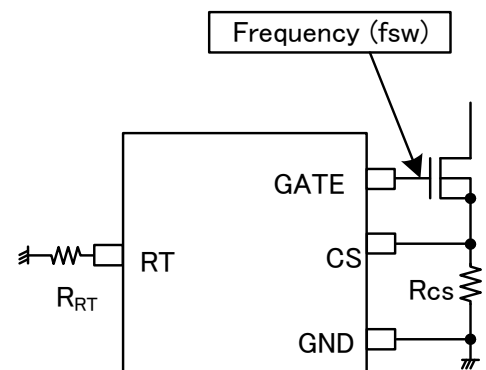 Frequency (fsw)
GATE
RT
CS
RRT
Rcs
GND